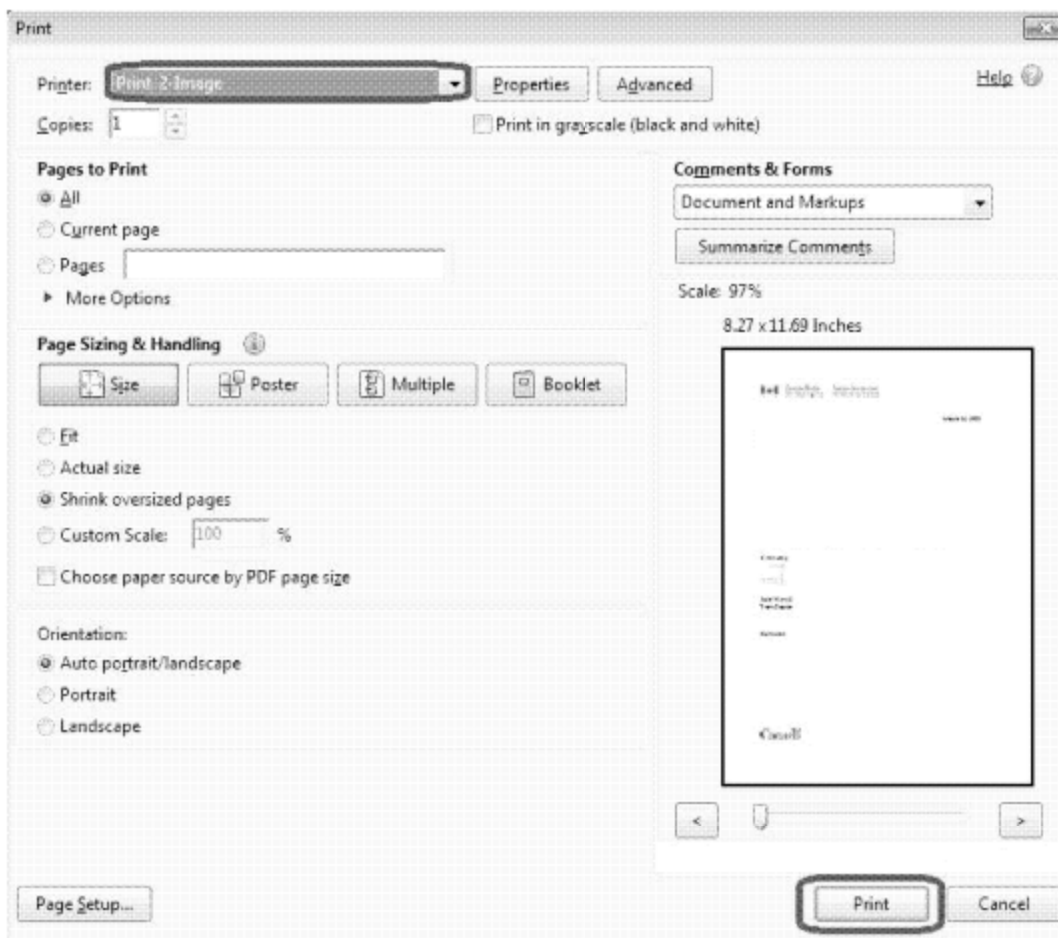 Print
Printer: Print 2-Image Properties Advanced Help
Copies: 1 Print in grayscale (black and white)
Pages to Print
All
Current page
Pages
More Options
Comments & Forms
Document and Markups
Summarize Comments
Scale: 97%
8.27 x 11.69 Inches
Page Sizing & Handling
Size Poster Multiple Booklet
Fit
Actual size
Shrink oversized pages
Custom Scale: 100 %
Choose paper source by PDF page size
Orientation:
Auto portrait/landscape
Portrait
Landscape
Canada
< >
Page Setup... Print Cancel